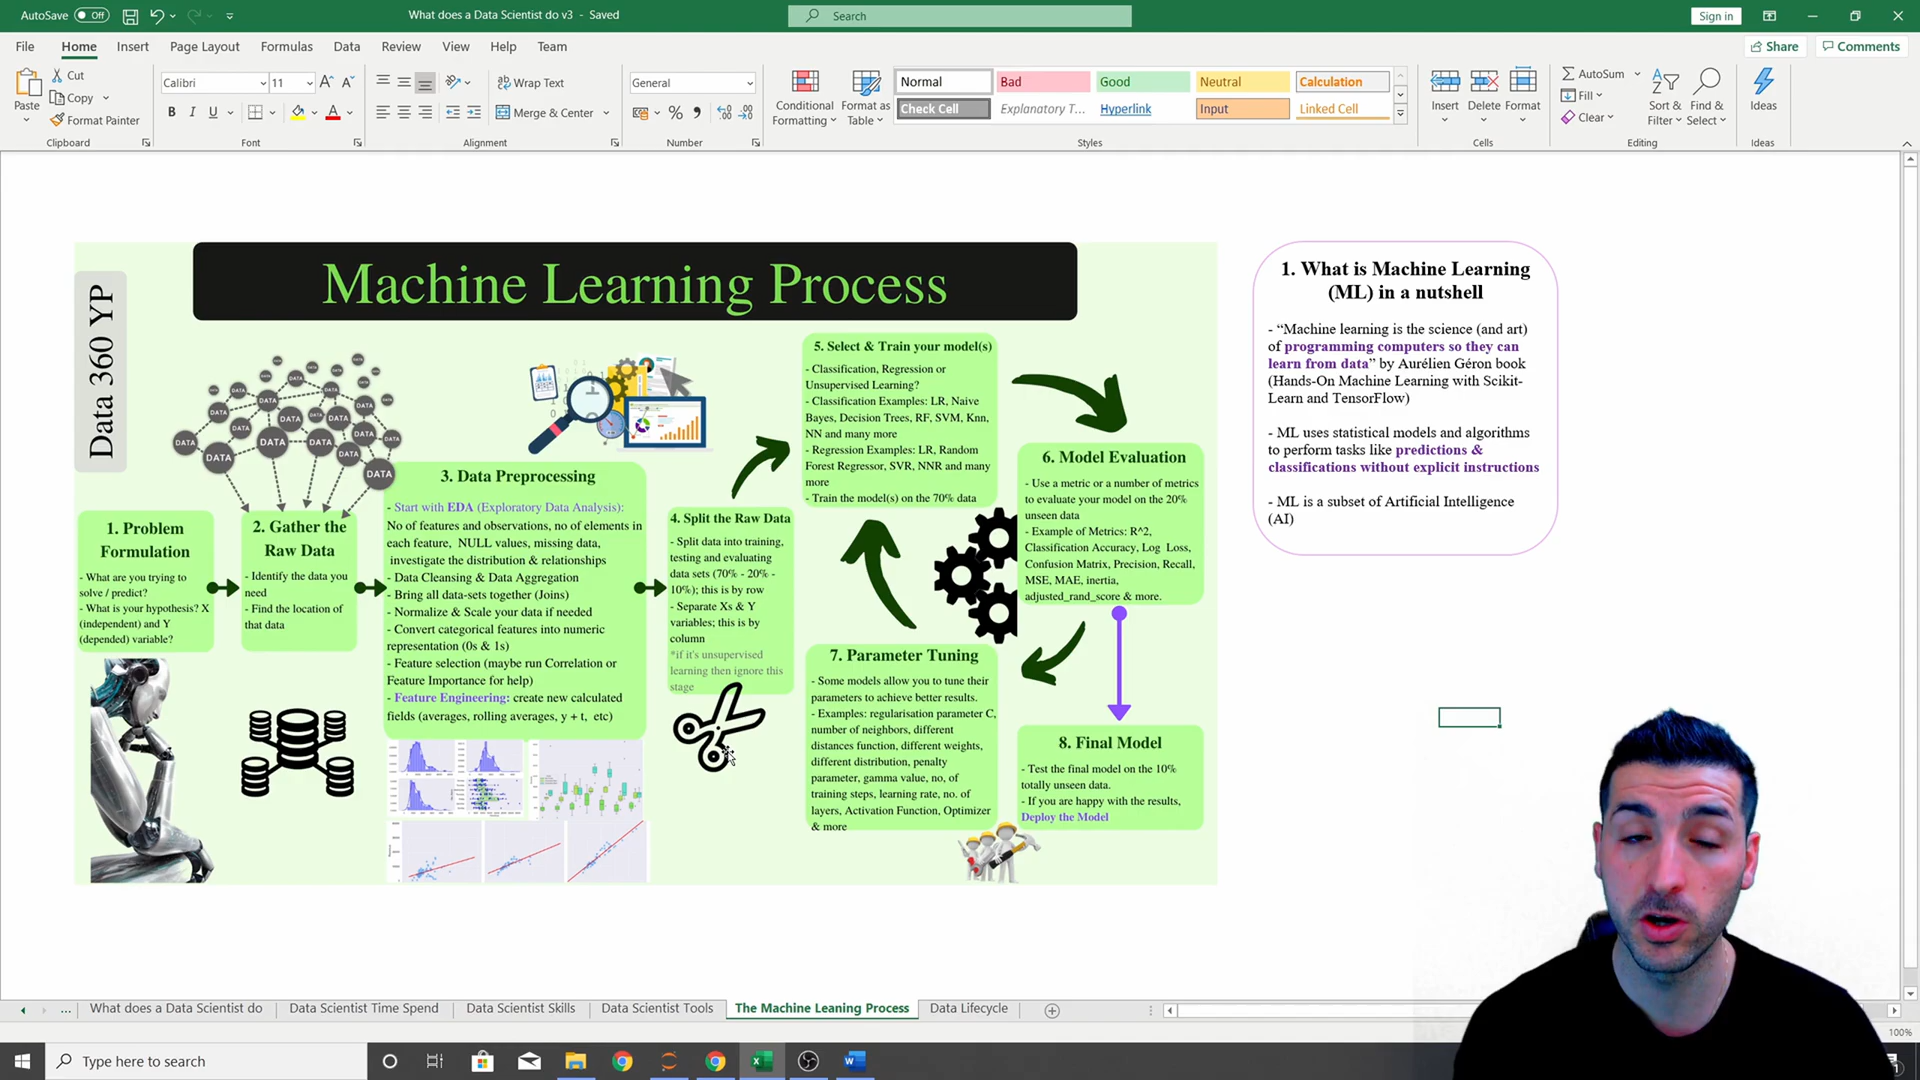 AutoSave Off
What does a Data Scientist do v3 - Saved
Search
Sign in
File Home Insert Page Layout Formulas Data Review View Help Team
Share Comments
Paste
Cut
Copy
Format Painter
Clipboard
Calibri 11
B I U
Font
Wrap Text
Merge & Center
Alignment
General
Number
Conditional Formatting
Format as Table
Normal Bad Good Neutral Calculation
Check Cell Explanatory T... Hyperlink Input Linked Cell
Styles
Insert Delete Format
Cells
AutoSum
Fill
Clear
Sort & Filter
Find & Select
Editing
Ideas
Ideas
Machine Learning Process
Data 360 YP
DATA DATA DATA DATA
DATA DATA DATA DATA
DATA DATA DATA DATA
1. Problem
Formulation
- What are you trying to
solve / predict?
- What is your hypothesis? X
(independent) and Y
(depended) variable?
2. Gather the
Raw Data
- Identify the data you
need
- Find the location of
that data
3. Data Preprocessing
- Start with EDA (Exploratory Data Analysis):
No of features and observations, no of elements in
each feature, NULL values, missing data,
investigate the distribution & relationships
- Data Cleansing & Data Aggregation
- Bring all data-sets together (Joins)
- Normalize & Scale your data if needed
- Convert categorical features into numeric
representation (0s & 1s)
- Feature selection (maybe run Correlation or
Feature Importance for help)
- Feature Engineering: create new calculated
fields (averages, rolling averages, y + t, etc)
4. Split the Raw Data
- Split data into training,
testing and evaluating
data sets (70% - 20% -
10%); this is by row
- Separate Xs & Y
variables; this is by
column
*if it's unsupervised
learning then ignore this
stage
5. Select & Train your model(s)
- Classification, Regression or
Unsupervised Learning?
- Classification Examples: LR, Naive
Bayes, Decision Trees, RF, SVM, Knn,
NN and many more
- Regression Examples: LR, Random
Forest Regressor, SVR, NNR and many
more
- Train the model(s) on the 70% data
6. Model Evaluation
- Use a metric or a number of metrics
to evaluate your model on the 20%
unseen data
- Example of Metrics: R^2,
Classification Accuracy, Log Loss,
Confusion Matrix, Precision, Recall,
MSE, MAE, inertia,
adjusted_rand_score & more.
7. Parameter Tuning
- Some models allow you to tune their
parameters to achieve better results.
- Examples: regularisation parameter C,
number of neighbors, different
distances function, different weights,
different distribution, penalty
parameter, gamma value, no, of
training steps, learning rate, no. of
layers, Activation Function, Optimizer
& more
8. Final Model
- Test the final model on the 10%
totally unseen data.
- If you are happy with the results,
Deploy the Model
1. What is Machine Learning
(ML) in a nutshell
- “Machine learning is the science (and art)
of programming computers so they can
learn from data” by Aurélien Géron book
(Hands-On Machine Learning with Scikit-
Learn and TensorFlow)
- ML uses statistical models and algorithms
to perform tasks like predictions &
classifications without explicit instructions
- ML is a subset of Artificial Intelligence
(AI)
... What does a Data Scientist do Data Scientist Time Spend Data Scientist Skills Data Scientist Tools The Machine Leaning Process Data Lifecycle
100%
Type here to search